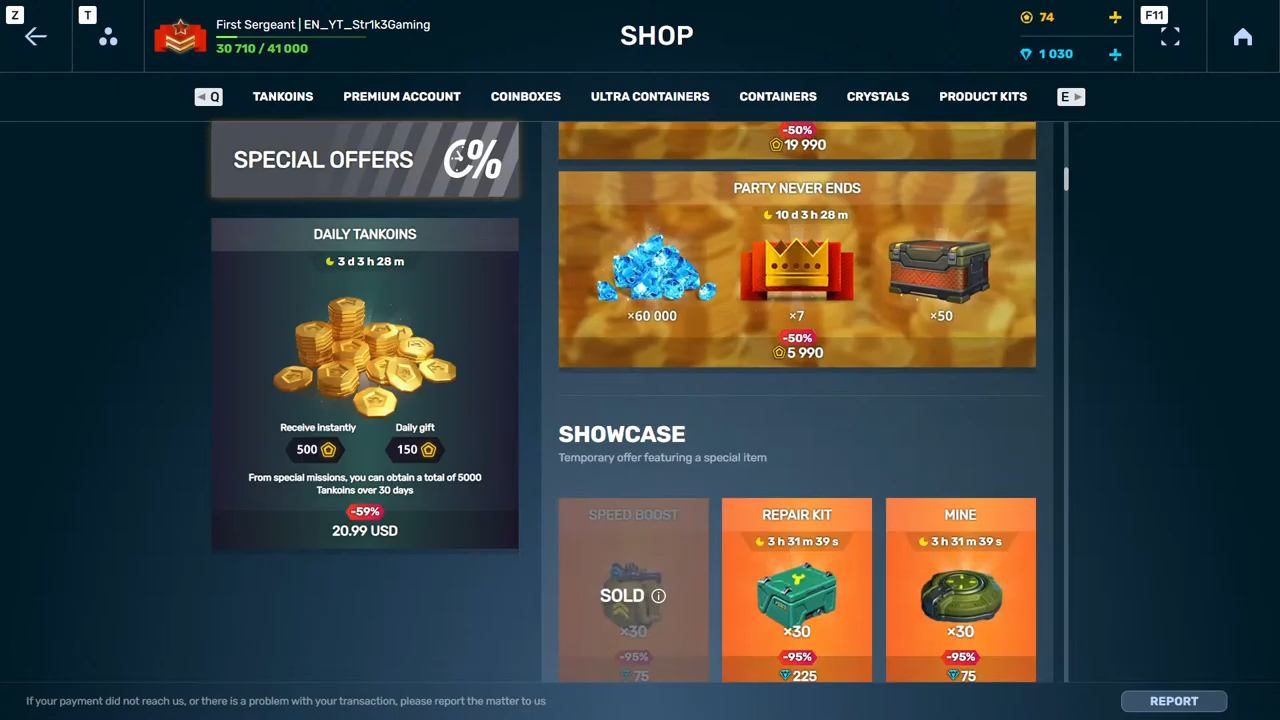 Z
T
First Sergeant | EN_YT_Str1k3Gaming
30 710 / 41 000
SHOP
74
1 030
F11
Q
TANKOINS
PREMIUM ACCOUNT
COINBOXES
ULTRA CONTAINERS
CONTAINERS
CRYSTALS
PRODUCT KITS
E
SPECIAL OFFERS
%
DAILY TANKOINS
3 d 3 h 28 m
Receive instantly
Daily gift
500
150
From special missions, you can obtain a total of 5000
Tankoins over 30 days
-59%
20.99 USD
-50%
19 990
PARTY NEVER ENDS
10 d 3 h 28 m
×60 000
×7
×50
-50%
5 990
SHOWCASE
Temporary offer featuring a special item
SPEED BOOST
SOLD
×30
-95%
75
REPAIR KIT
3 h 31 m 39 s
×30
-95%
225
MINE
3 h 31 m 39 s
×30
-95%
75
If your payment did not reach us, or there is a problem with your transaction, please report the matter to us
REPORT